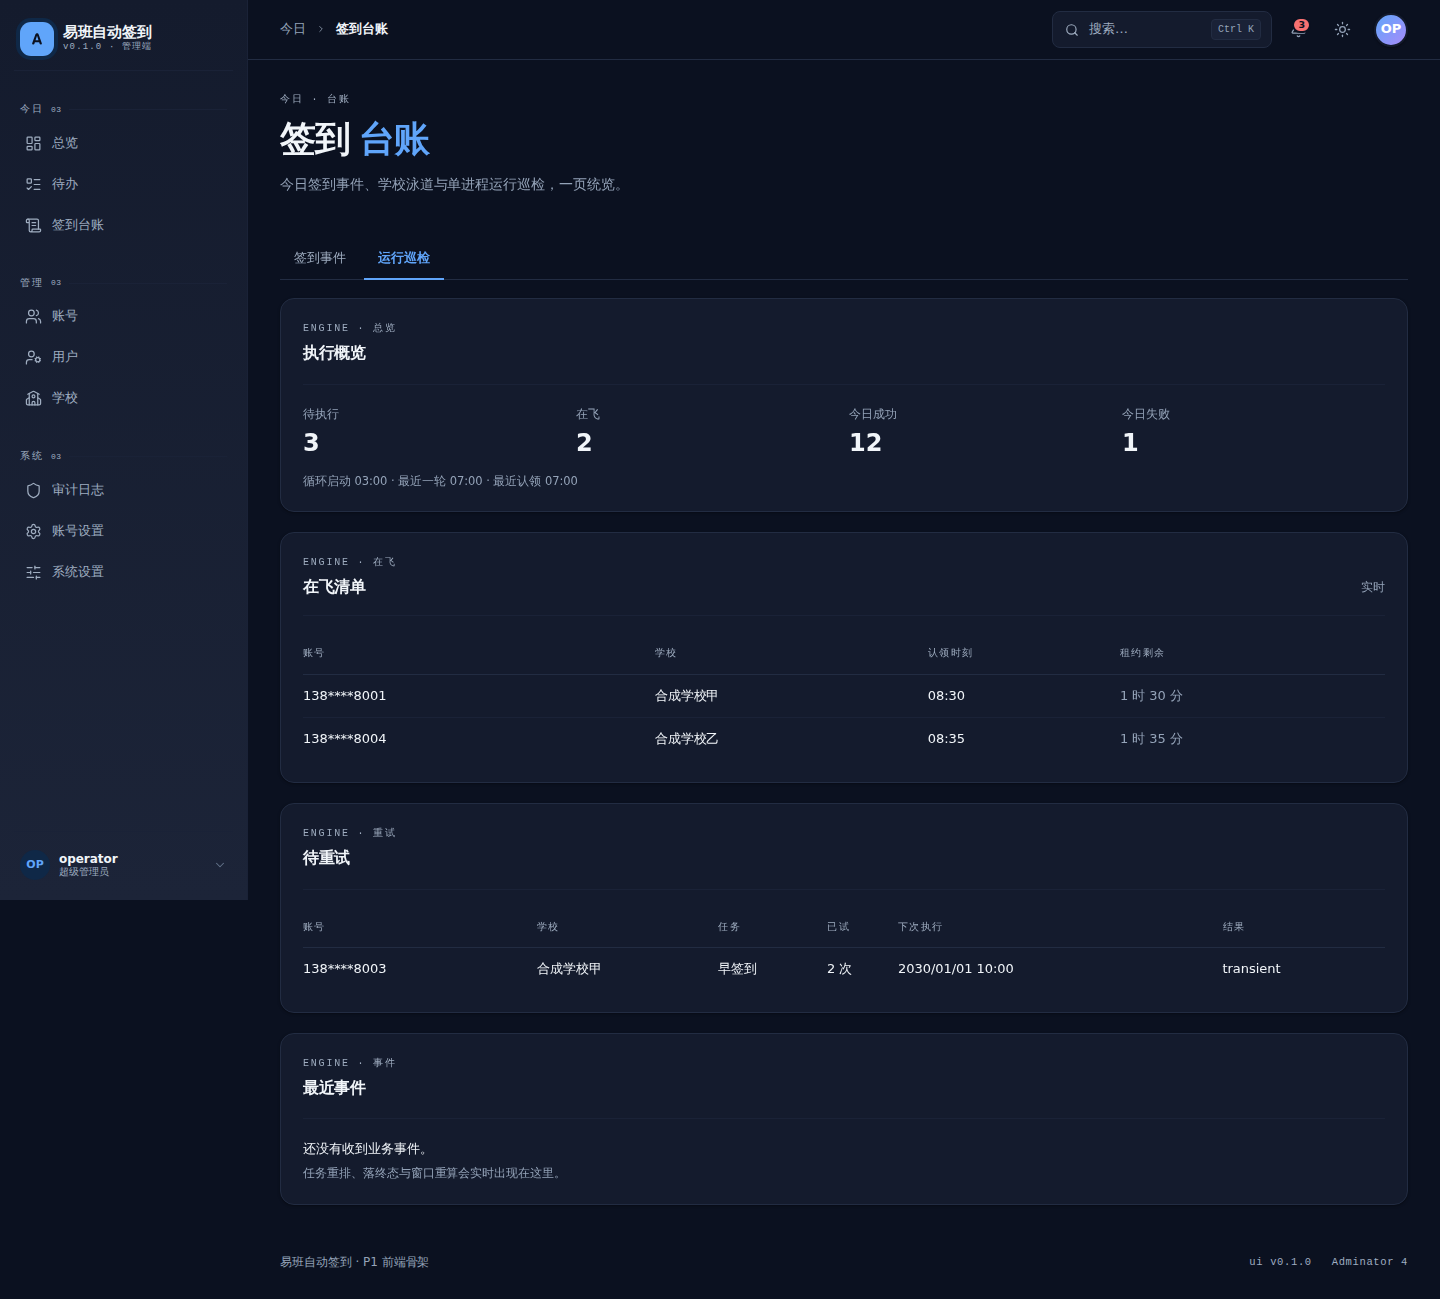 A
易班自动签到
v0.1.0 · 管理端
今日 03
总览
待办
签到台账
管理 03
账号
用户
学校
系统 03
审计日志
账号设置
系统设置
OP
operator
超级管理员
今日 › 签到台账
搜索… Ctrl K
3
OP
今日 · 台账
签到 台账
今日签到事件、学校泳道与单进程运行巡检，一页统览。
签到事件 运行巡检
ENGINE · 总览
执行概览
待执行 在飞 今日成功 今日失败
3 2 12 1
循环启动 03:00 · 最近一轮 07:00 · 最近认领 07:00
ENGINE · 在飞
在飞清单 实时
账号 学校 认领时刻 租约剩余
138****8001 合成学校甲 08:30 1 时 30 分
138****8004 合成学校乙 08:35 1 时 35 分
ENGINE · 重试
待重试
账号 学校 任务 已试 下次执行 结果
138****8003 合成学校甲 早签到 2 次 2030/01/01 10:00 transient
ENGINE · 事件
最近事件
还没有收到业务事件。
任务重排、落终态与窗口重算会实时出现在这里。
易班自动签到 · P1 前端骨架 ui v0.1.0 Adminator 4